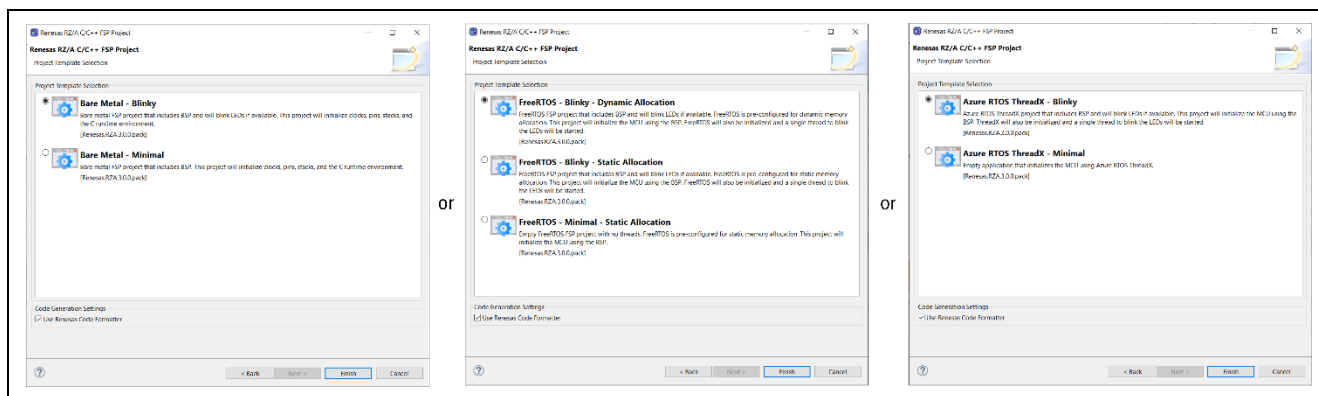 Renesas RZ/A C/C++ FSP Project
Renesas RZ/A C/C++ FSP Project
Project Template Selection
Project Template Selection
Bare Metal - Blinky
Bare metal FSP project that includes BSP and will blink LEDs if available. This project will initialize clocks, pins, stacks, and
the C runtime environment.
[Renesas.RZA.3.0.0.pack]
Bare Metal - Minimal
Bare metal FSP project that includes BSP. This project will initialize clocks, pins, stacks, and the C runtime environment.
[Renesas.RZA.3.0.0.pack]
Code Generation Settings
Use Renesas Code Formatter
?
< Back
Next >
Finish
Cancel
or
Renesas RZ/A C/C++ FSP Project
Renesas RZ/A C/C++ FSP Project
Project Template Selection
Project Template Selection
FreeRTOS - Blinky - Dynamic Allocation
FreeRTOS FSP project that includes BSP and will blink LEDs if available. FreeRTOS is pre-configured for dynamic memory
allocation. This project will initialize the MCU using the BSP. FreeRTOS will also be initialized and a single thread to blink
the LEDs will be started.
[Renesas.RZA.3.0.0.pack]
FreeRTOS - Blinky - Static Allocation
FreeRTOS FSP project that includes BSP and will blink LEDs if available. FreeRTOS is pre-configured for static memory
allocation. This project will initialize the MCU using the BSP. FreeRTOS will also be initialized and a single thread to blink
the LEDs will be started.
[Renesas.RZA.3.0.0.pack]
FreeRTOS - Minimal - Static Allocation
Empty FreeRTOS FSP project with no threads. FreeRTOS is pre-configured for static memory allocation. This project will
initialize the MCU using the BSP.
[Renesas.RZA.3.0.0.pack]
Code Generation Settings
Use Renesas Code Formatter
?
< Back
Next >
Finish
Cancel
or
Renesas RZ/A C/C++ FSP Project
Renesas RZ/A C/C++ FSP Project
Project Template Selection
Project Template Selection
Azure RTOS ThreadX - Blinky
Azure RTOS ThreadX project that includes BSP and will blink LEDs if available. This project will initialize the MCU using the
BSP. ThreadX will also be initialized and a single thread to blink the LEDs will be started.
[Renesas.RZA.3.0.0.pack]
Azure RTOS ThreadX - Minimal
Empty application that initializes the MCU using Azure RTOS ThreadX.
[Renesas.RZA.3.0.0.pack]
Code Generation Settings
Use Renesas Code Formatter
?
< Back
Next >
Finish
Cancel